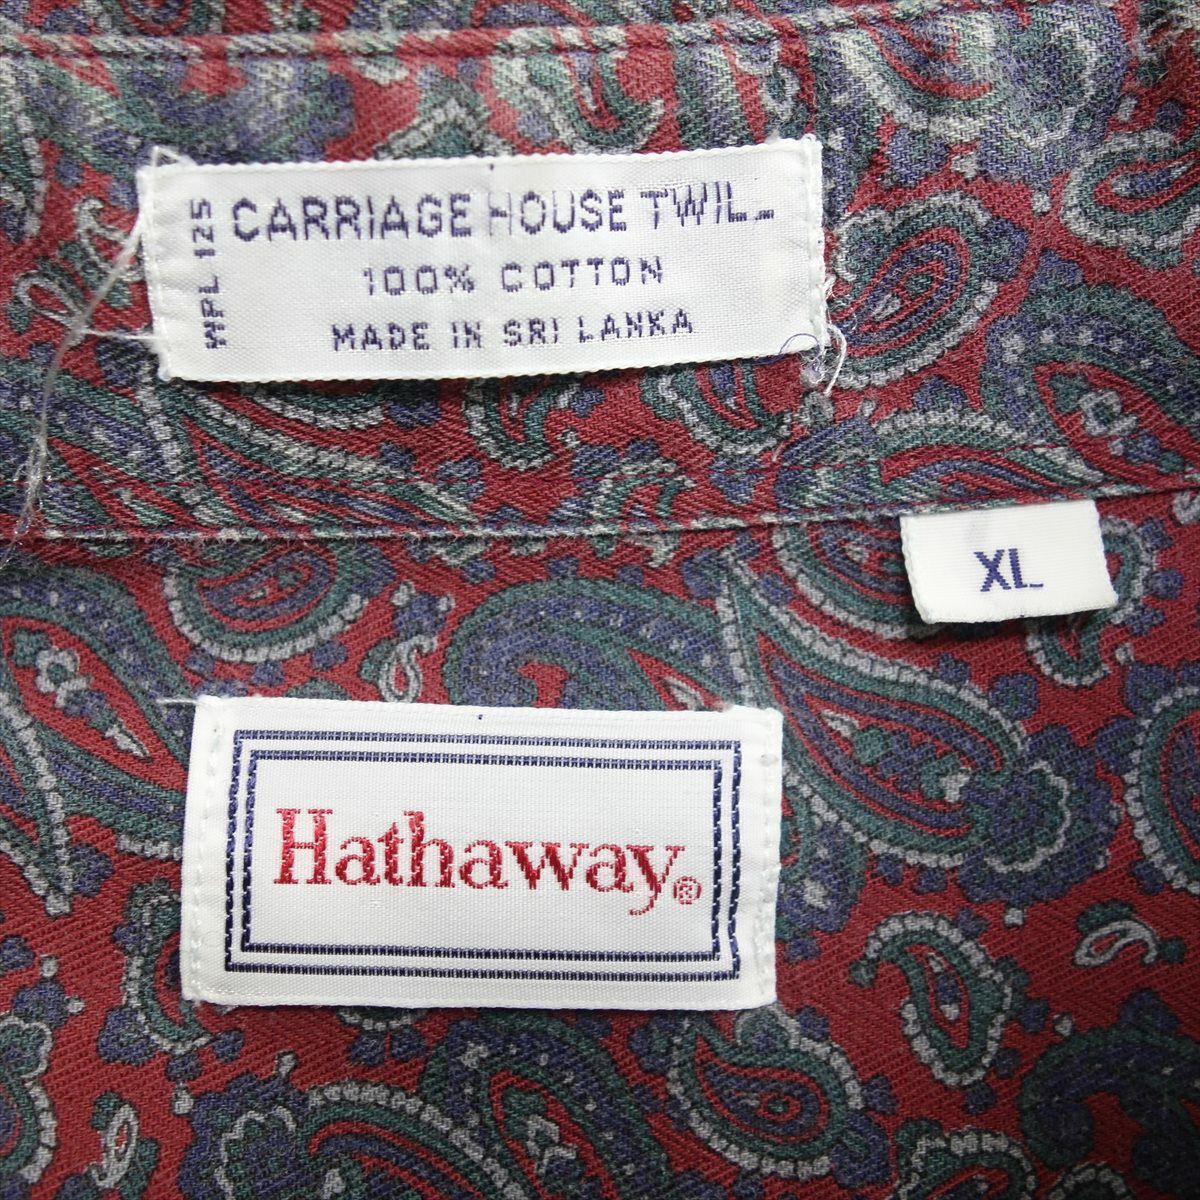 WPL 125
CARRIAGE HOUSE TWILL
100% COTTON
MADE IN SRI LANKA
XL
Hathaway®